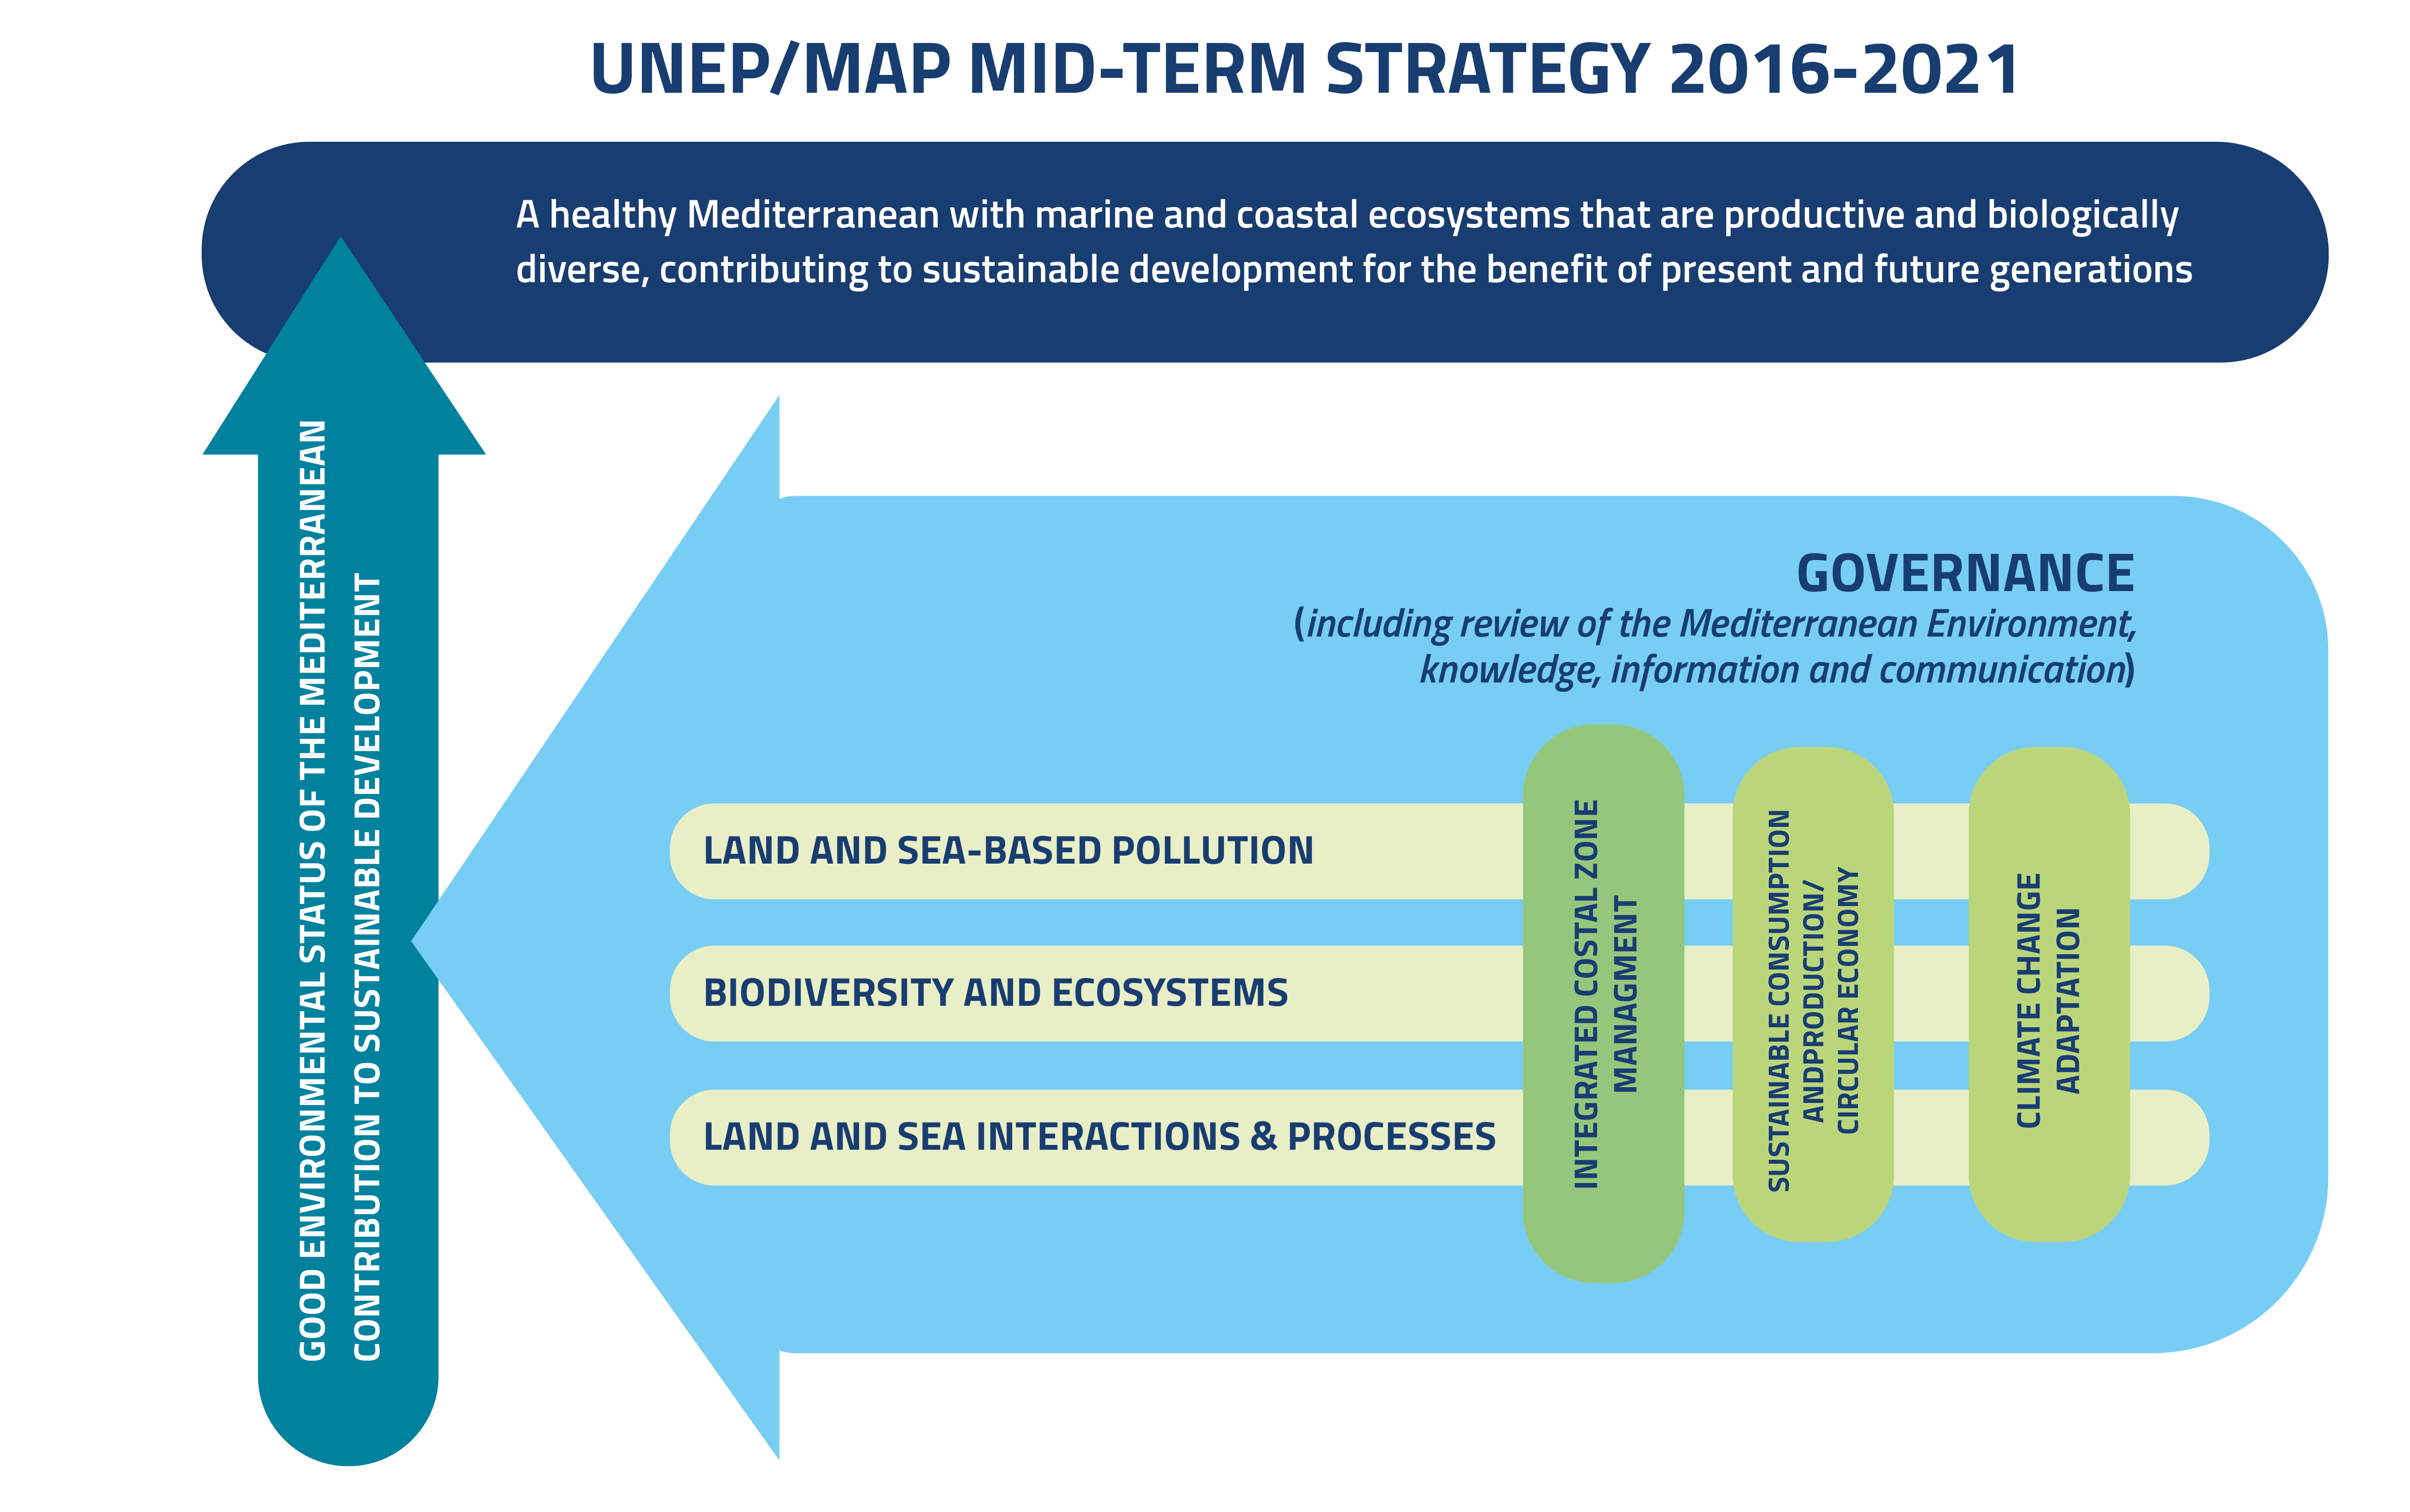 UNEP/MAP MID-TERM STRATEGY 2016-2021
A healthy Mediterranean with marine and coastal ecosystems that are productive and biologically
diverse, contributing to sustainable development for the benefit of present and future generations
GOOD ENVIRONMENTAL STATUS OF THE MEDITERRANEAN
CONTRIBUTION TO SUSTAINABLE DEVELOPMENT
GOVERNANCE
(including review of the Mediterranean Environment,
knowledge, information and communication)
LAND AND SEA-BASED POLLUTION
BIODIVERSITY AND ECOSYSTEMS
LAND AND SEA INTERACTIONS & PROCESSES
INTEGRATED COSTAL ZONE
MANAGMENT
SUSTAINABLE CONSUMPTION
ANDPRODUCTION/
CIRCULAR ECONOMY
CLIMATE CHANGE
ADAPTATION